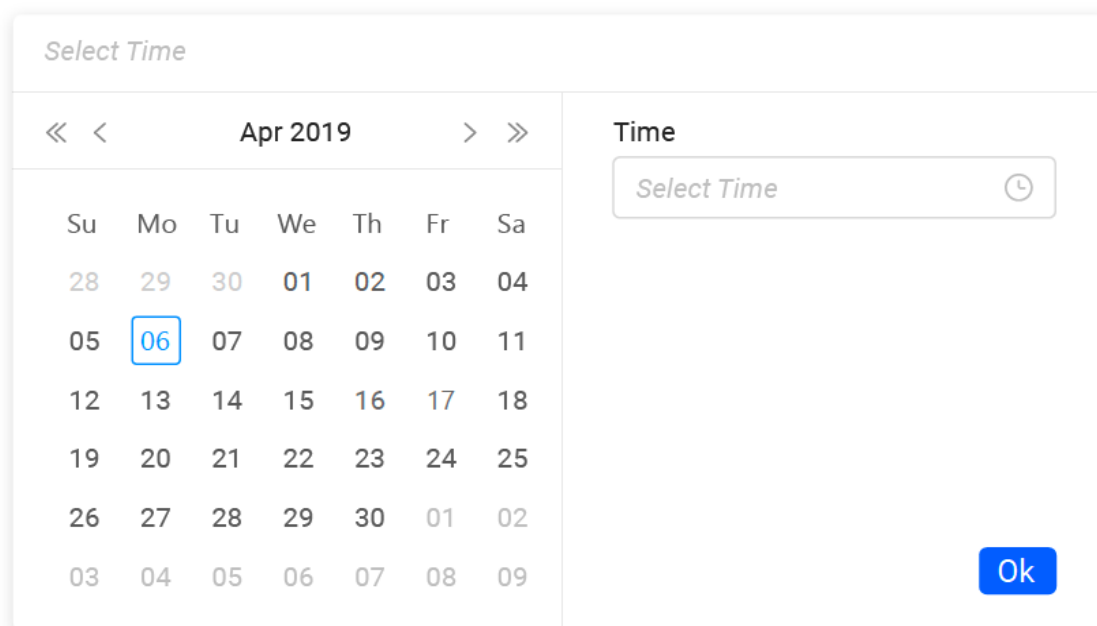 Select Time
Apr 2019
Su Mo Tu We Th Fr Sa
28 29 30 01 02 03 04
05 06 07 08 09 10 11
12 13 14 15 16 17 18
19 20 21 22 23 24 25
26 27 28 29 30 01 02
03 04 05 06 07 08 09
Time
Select Time
Ok